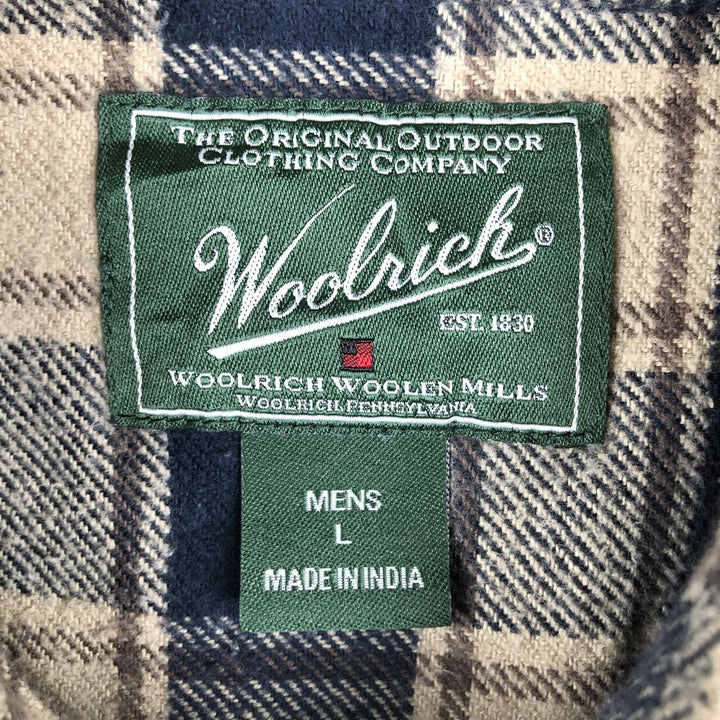 THE ORIGINAL OUTDOOR
CLOTHING COMPANY
Woolrich®
EST. 1830
WOOLRICH WOOLEN MILLS
WOOLRICH, PENNSYLVANIA
MENS
L
MADE IN INDIA